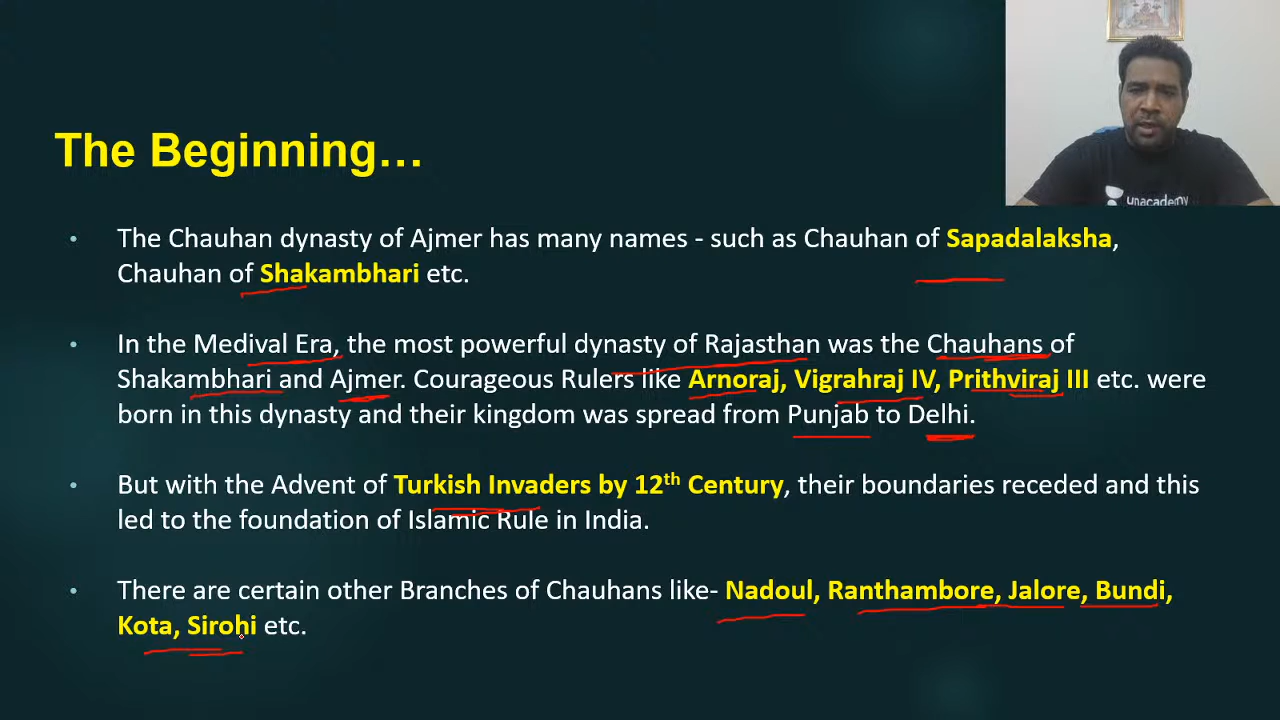 The Beginning…
• The Chauhan dynasty of Ajmer has many names - such as Chauhan of Sapadalaksha,
Chauhan of Shakambhari etc.
• In the Medival Era, the most powerful dynasty of Rajasthan was the Chauhans of
Shakambhari and Ajmer. Courageous Rulers like Arnoraj, Vigrahraj IV, Prithviraj III etc. were
born in this dynasty and their kingdom was spread from Punjab to Delhi.
• But with the Advent of Turkish Invaders by 12th Century, their boundaries receded and this
led to the foundation of Islamic Rule in India.
• There are certain other Branches of Chauhans like- Nadoul, Ranthambore, Jalore, Bundi,
Kota, Sirohi etc.
unacademy